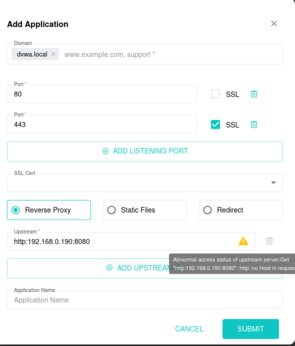 Add Application
Domain
dvwa.local × www.example.com, support *
Port *
80
SSL
Port *
443
SSL
ADD LISTENING PORT
SSL Cert
Reverse Proxy
Static Files
Redirect
Upstream *
http:192.168.0.190:8080
Abnormal access status of upstream server:Get
"http:192.168.0.190:8080": http: no Host in reques
ADD UPSTREA
Application Name
Application Name
CANCEL
SUBMIT